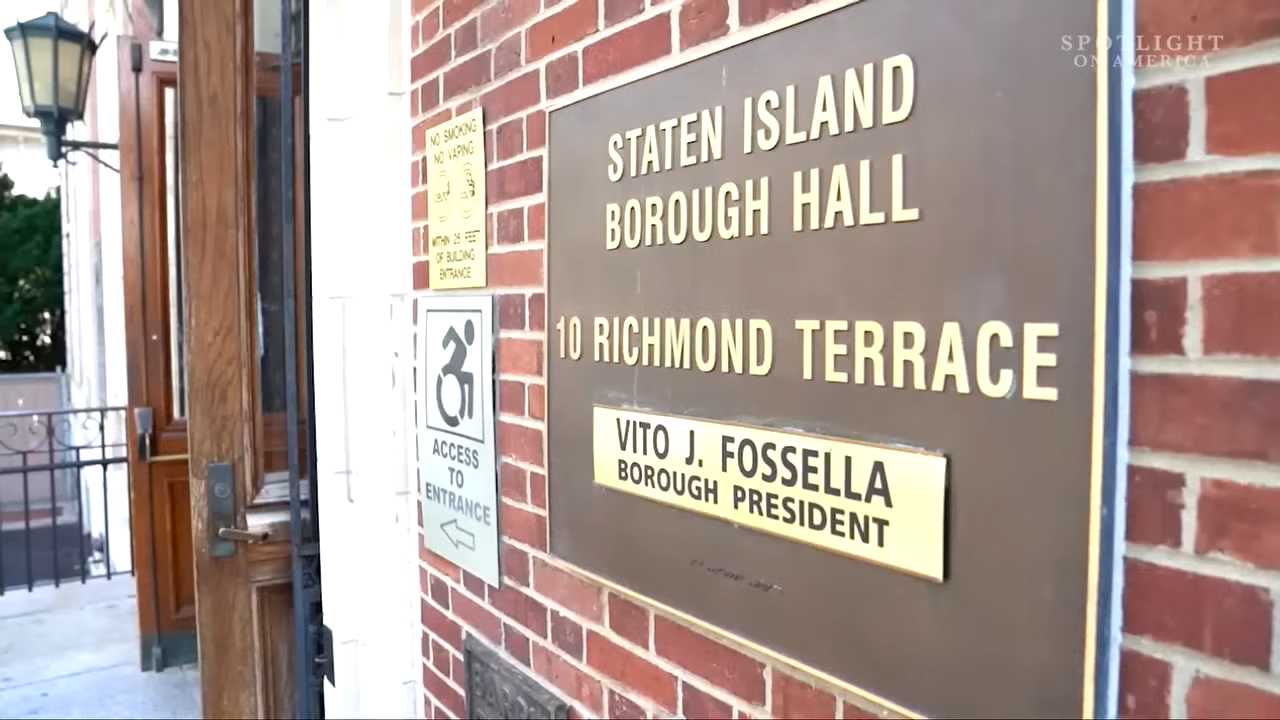 SPOTLIGHT
ON AMERICA
NO SMOKING
NO VAPING
WITHIN 25 FEET
OF BUILDING
ENTRANCE
ACCESS
TO
ENTRANCE
STATEN ISLAND
BOROUGH HALL
10 RICHMOND TERRACE
VITO J. FOSSELLA
BOROUGH PRESIDENT